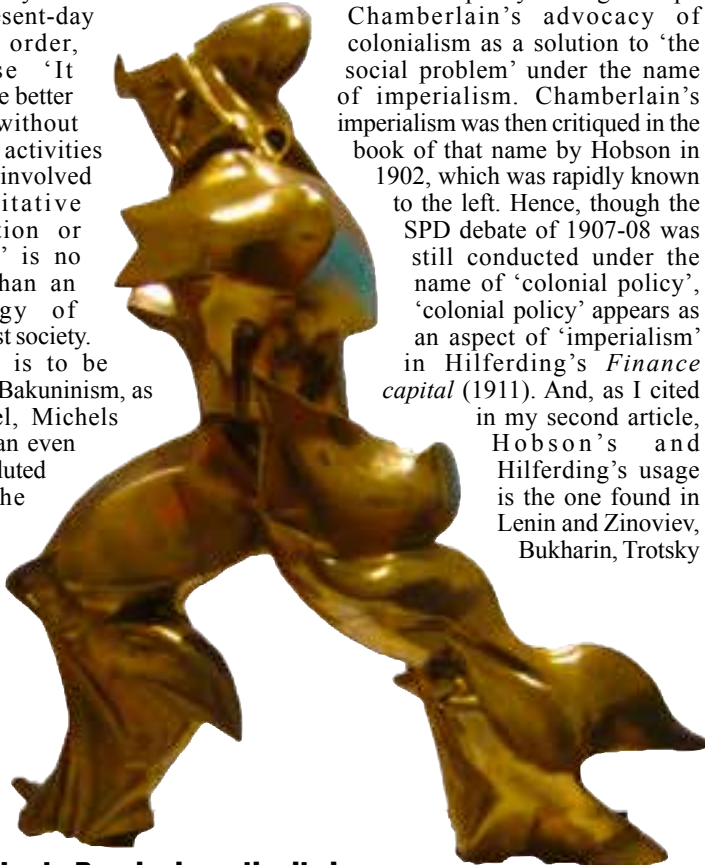 esent-day
order,
se ‘It
e better
without
activities
involved
itative
tion or
’ is no
han an
gy of
st society.
is to be
Bakuninism, as
el, Michels
an even
luted
he
Chamberlain’s advocacy of
colonialism as a solution to ‘the
social problem’ under the name
of imperialism. Chamberlain’s
imperialism was then critiqued in the
book of that name by Hobson in
1902, which was rapidly known
to the left. Hence, though the
SPD debate of 1907-08 was
still conducted under the
name of ‘colonial policy’,
‘colonial policy’ appears as
an aspect of ‘imperialism’
in Hilferding’s Finance
capital (1911). And, as I cited
in my second article,
Hobson’s and
Hilferding’s usage
is the one found in
Lenin and Zinoviev,
Bukharin, Trotsky